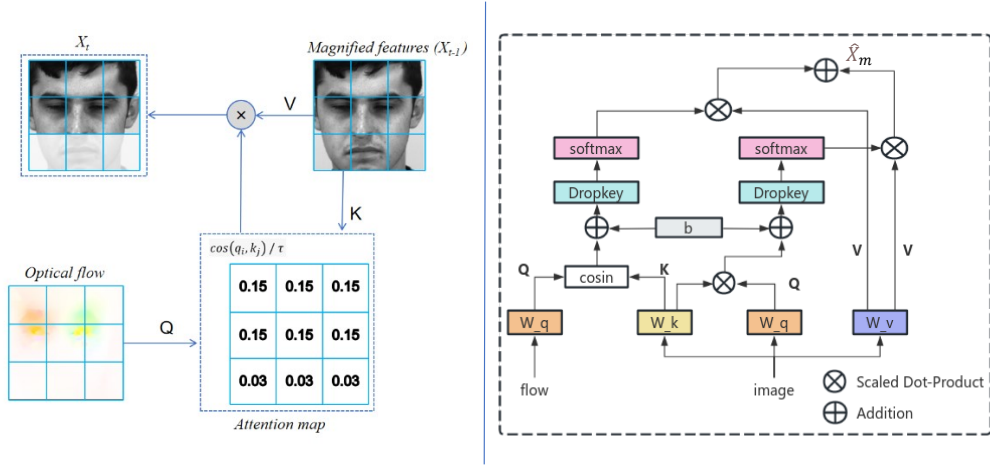 X_t
Magnified features (X_{t-1})
V
×
K
cos(q_i, k_j) / τ
Optical flow
Q
0.15 0.15 0.15
0.15 0.15 0.15
0.03 0.03 0.03
Attention map
X̂_m
softmax
softmax
Dropkey
Dropkey
b
Q
cosin
K
Q
V
V
W_q
W_k
W_q
W_v
flow
image
Scaled Dot-Product
Addition